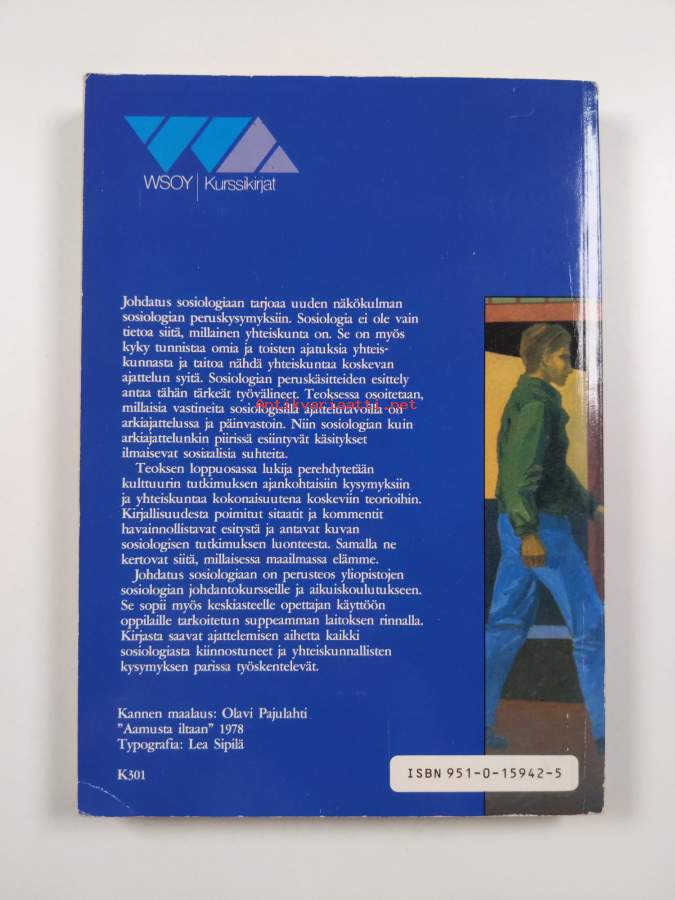 WSOY | Kurssikirjat
Johdatus sosiologiaan tarjoaa uuden näkökulman
sosiologian peruskysymyksiin. Sosiologia ei ole vain
tietoa siitä, millainen yhteiskunta on. Se on myös
kyky tunnistaa omia ja toisten ajatuksia yhteis-
kunnasta ja taitoa nähdä yhteiskuntaa koskevan
ajattelun syitä. Sosiologian peruskäsitteiden esittely
antaa tähän tärkeät työvälineet. Teoksessa osoitetaan,
millaisia vastineita sosiologisilla ajattelutavoilla on
Antikvariaatti.net
arkiajattelussa ja päinvastoin. Niin sosiologian kuin
arkiajattelunkin piirissä esiintyvät käsitykset
ilmaisevat sosiaalisia suhteita.
Teoksen loppuosassa lukija perehdytetään
kulttuurin tutkimuksen ajankohtaisiin kysymyksiin
ja yhteiskuntaa kokonaisuutena koskeviin teorioihin.
Kirjallisuudesta poimitut sitaatit ja kommentit
havainnollistavat esitystä ja antavat kuvan
sosiologisen tutkimuksen luonteesta. Samalla ne
kertovat siitä, millaisessa maailmassa elämme.
Johdatus sosiologiaan on perusteos yliopistojen
sosiologian johdantokursseille ja aikuiskoulutukseen.
Se sopii myös keskiasteelle opettajan käyttöön
oppilaille tarkoitetun suppeamman laitoksen rinnalla.
Kirjasta saavat ajattelemisen aihetta kaikki
sosiologiasta kiinnostuneet ja yhteiskunnallisten
kysymyksen parissa työskentelevät.
Kannen maalaus: Olavi Pajulahti
"Aamusta iltaan" 1978
Typografia: Lea Sipilä
K301
ISBN 951-0-15942-5